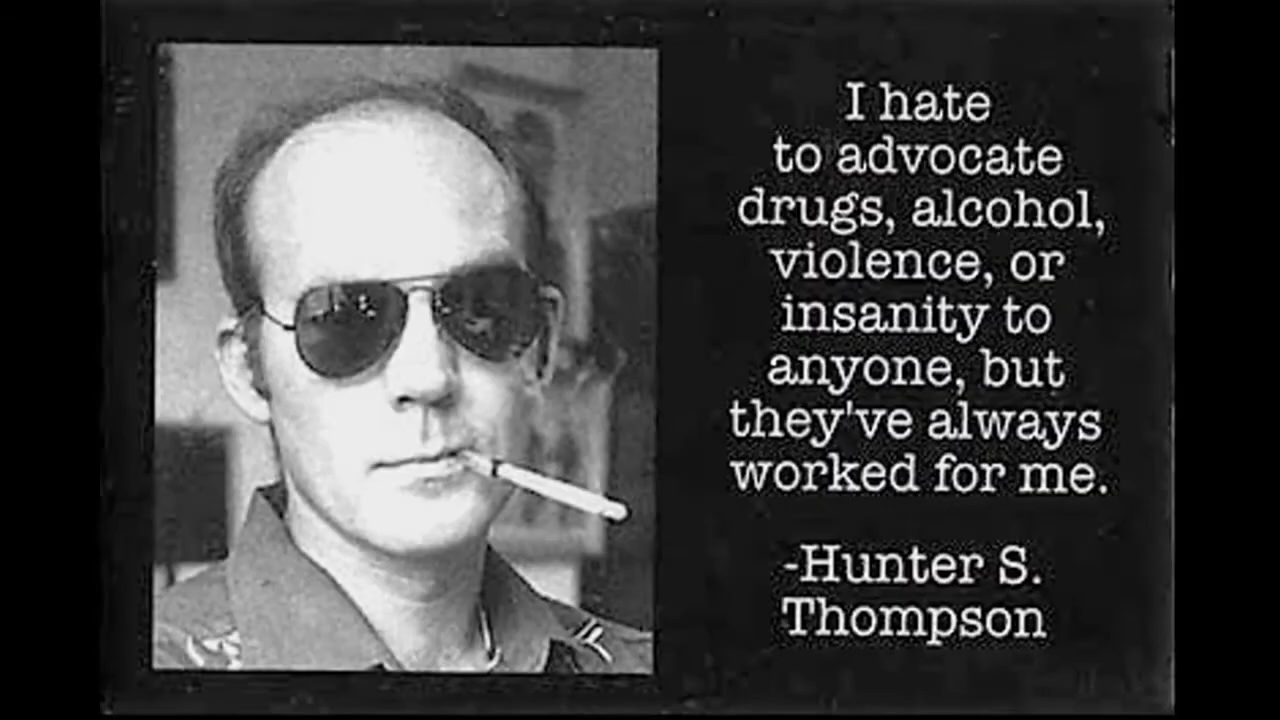 I hate
to advocate
drugs, alcohol,
violence, or
insanity to
anyone, but
they've always
worked for me.
-Hunter S.
Thompson